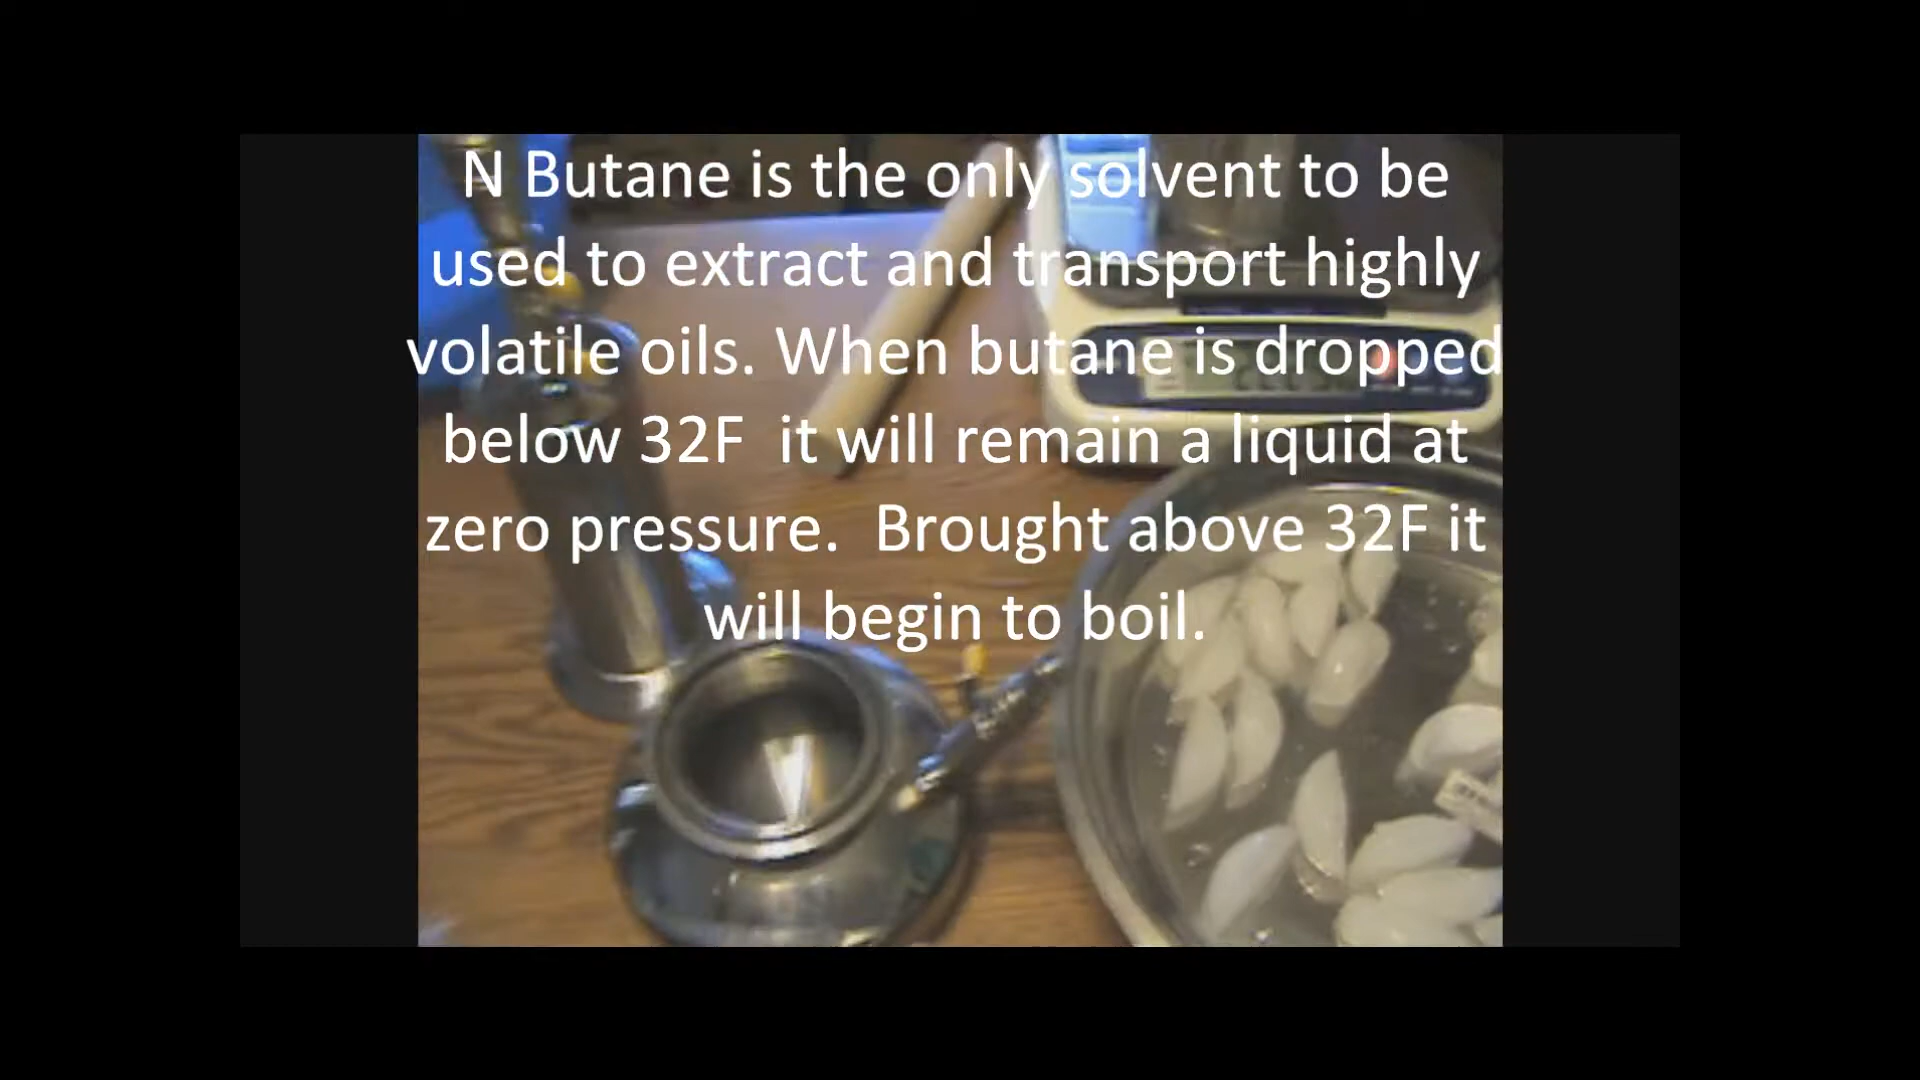 N Butane is the only solvent to be
used to extract and transport highly
volatile oils. When butane is dropped
below 32F  it will remain a liquid at
zero pressure.  Brought above 32F it
will begin to boil.